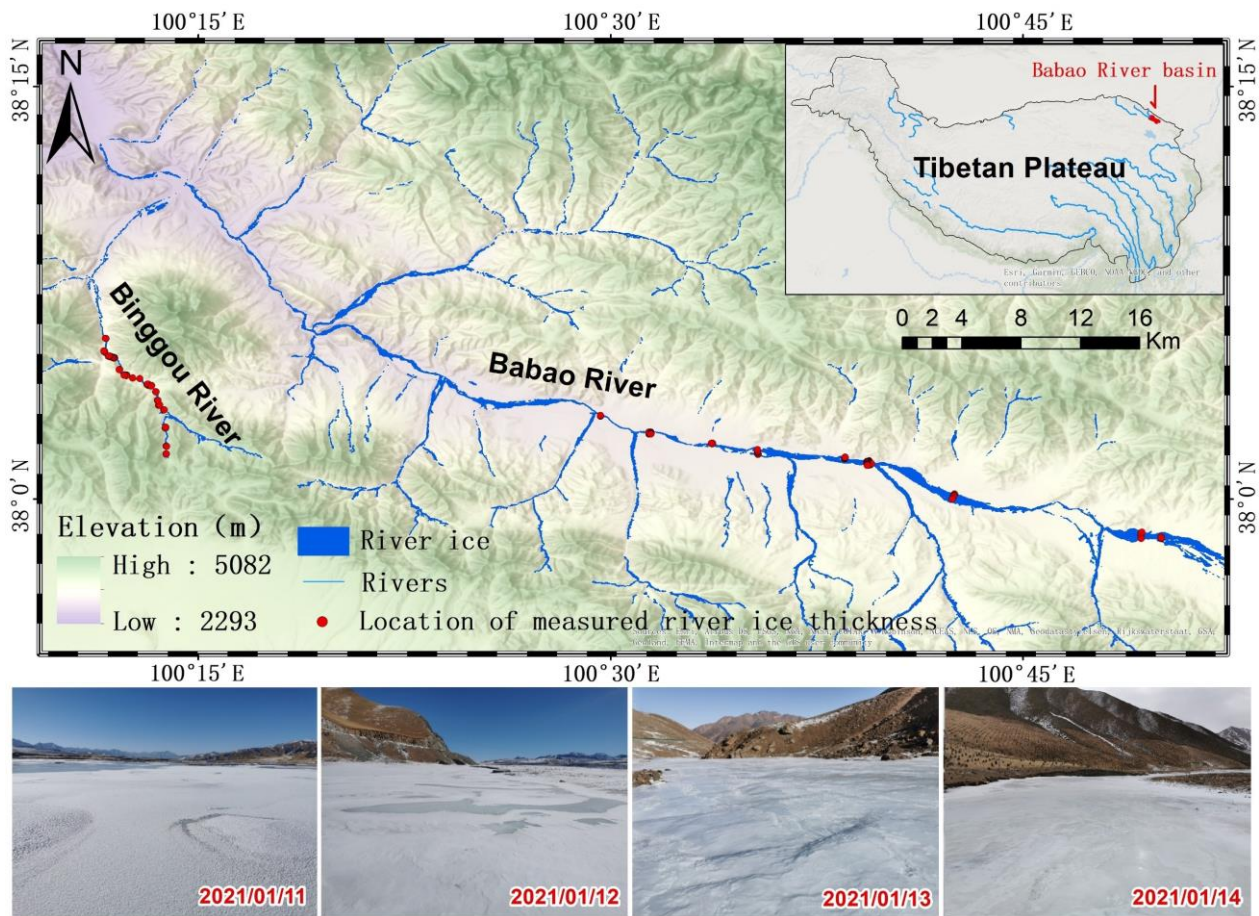 100°15′E 100°30′E 100°45′E
38°15′N
38°15′N
N
Babao River basin
Tibetan Plateau
Esri, Garmin, GEBCO, NOAA NGDC, and other
contributors
0 2 4 8 12 16
Km
Binggou River
Babao River
38°0′N
38°0′N
Elevation (m)
High : 5082
Low : 2293
River ice
Rivers
Location of measured river ice thickness
100°15′E 100°30′E 100°45′E
2021/01/11
2021/01/12
2021/01/13
2021/01/14